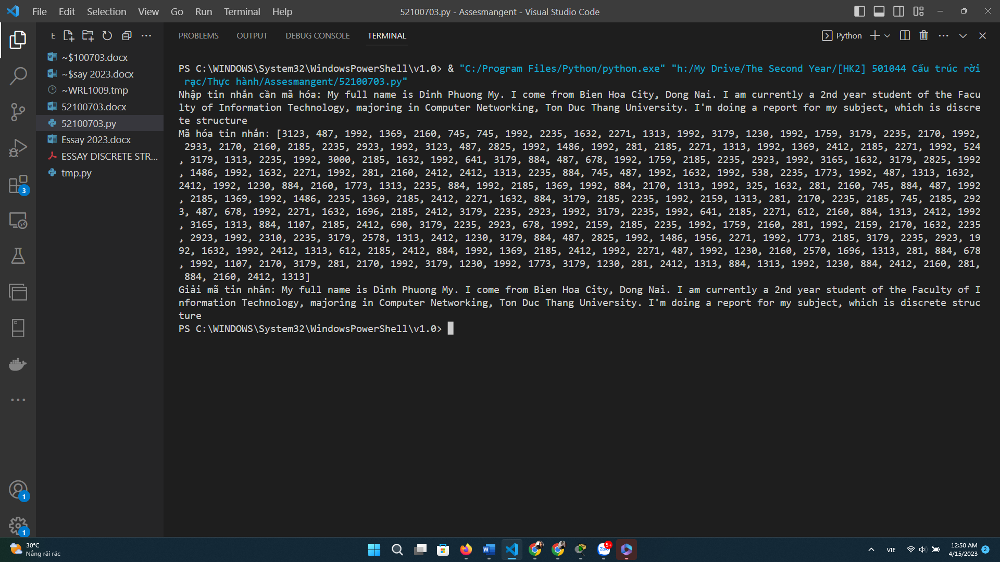 File Edit Selection View Go Run Terminal Help
52100703.py - Assesmangent - Visual Studio Code
E.
~$100703.docx
~$say 2023.docx
~WRL1009.tmp
52100703.docx
52100703.py
Essay 2023.docx
ESSAY DISCRETE STR...
tmp.py
PROBLEMS OUTPUT DEBUG CONSOLE TERMINAL
Python
PS C:\WINDOWS\System32\WindowsPowerShell\v1.0> & "C:/Program Files/Python/python.exe" "h:/My Drive/The Second Year/[HK2] 501044 Cấu trúc rời
rạc/Thực hành/Assesmangent/52100703.py"
Nhập tin nhắn cần mã hóa: My full name is Dinh Phuong My. I come from Bien Hoa City, Dong Nai. I am currently a 2nd year student of the Facu
lty of Information Technology, majoring in Computer Networking, Ton Duc Thang University. I'm doing a report for my subject, which is discre
te structure
Mã hóa tin nhắn: [3123, 487, 1992, 1369, 2160, 745, 745, 1992, 2235, 1632, 2271, 1313, 1992, 3179, 1230, 1992, 1759, 3179, 2235, 2170, 1992,
2933, 2170, 2160, 2185, 2235, 2923, 1992, 3123, 487, 2825, 1992, 1486, 1992, 281, 2185, 2271, 1313, 1992, 1369, 2412, 2185, 2271, 1992, 524
, 3179, 1313, 2235, 1992, 3000, 2185, 1632, 1992, 641, 3179, 884, 487, 678, 1992, 1759, 2185, 2235, 2923, 1992, 3165, 1632, 3179, 2825, 1992
, 1486, 1992, 1632, 2271, 1992, 281, 2160, 2412, 2412, 1313, 2235, 884, 745, 487, 1992, 1632, 1992, 538, 2235, 1773, 1992, 487, 1313, 1632,
2412, 1992, 1230, 884, 2160, 1773, 1313, 2235, 884, 1992, 2185, 1369, 1992, 884, 2170, 1313, 1992, 325, 1632, 281, 2160, 745, 884, 487, 1992
, 2185, 1369, 1992, 1486, 2235, 1369, 2185, 2412, 2271, 1632, 884, 3179, 2185, 2235, 1992, 2159, 1313, 281, 2170, 2235, 2185, 745, 2185, 292
3, 487, 678, 1992, 2271, 1632, 1696, 2185, 2412, 3179, 2235, 2923, 1992, 3179, 2235, 1992, 641, 2185, 2271, 612, 2160, 884, 1313, 2412, 1992
, 3165, 1313, 884, 1107, 2185, 2412, 690, 3179, 2235, 2923, 678, 1992, 2159, 2185, 2235, 1992, 1759, 2160, 281, 1992, 2159, 2170, 1632, 2235
, 2923, 1992, 2310, 2235, 3179, 2578, 1313, 2412, 1230, 3179, 884, 487, 2825, 1992, 1486, 1956, 2271, 1992, 1773, 2185, 3179, 2235, 2923, 19
92, 1632, 1992, 2412, 1313, 612, 2185, 2412, 884, 1992, 1369, 2185, 2412, 1992, 2271, 487, 1992, 1230, 2160, 2570, 1696, 1313, 281, 884, 678
, 1992, 1107, 2170, 3179, 281, 2170, 1992, 3179, 1230, 1992, 1773, 3179, 1230, 281, 2412, 1313, 884, 1313, 1992, 1230, 884, 2412, 2160, 281,
884, 2160, 2412, 1313]
Giải mã tin nhắn: My full name is Dinh Phuong My. I come from Bien Hoa City, Dong Nai. I am currently a 2nd year student of the Faculty of I
nformation Technology, majoring in Computer Networking, Ton Duc Thang University. I'm doing a report for my subject, which is discrete struc
ture
PS C:\WINDOWS\System32\WindowsPowerShell\v1.0>
3
1
1
30°C
Nắng rải rác
Zalo
5+
VIE
12:50 AM
4/15/2023
2